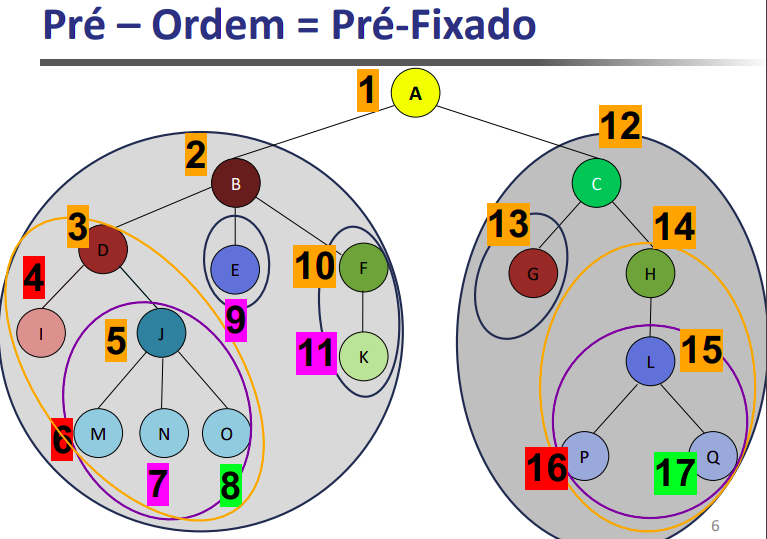 Pré – Ordem = Pré-Fixado
1 A
12
2 B
C
3 D
13
14
4
10 F
E
G
H
I
5 J
9
11 K
15 L
6 M
N
O
16 P
17 Q
7
8
6